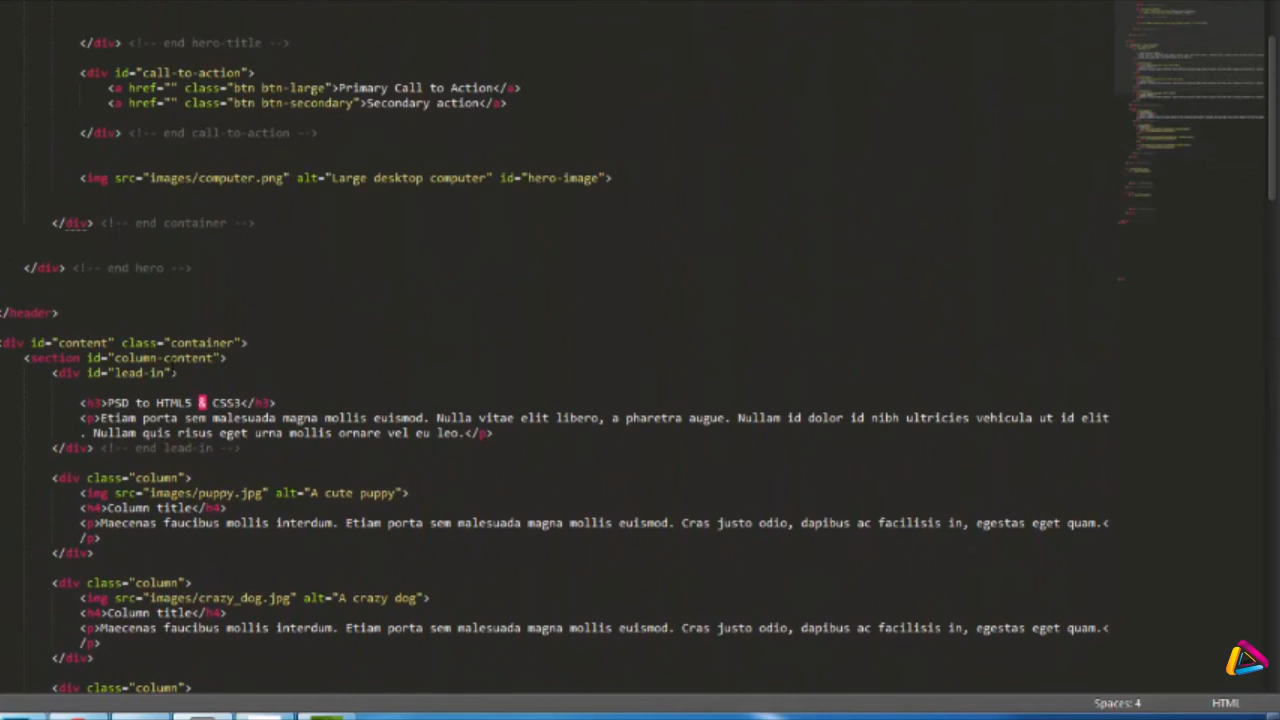 </div> <!-- end hero-title -->
<div id="call-to-action">
<a href="" class="btn btn-large">Primary Call to Action</a>
<a href="" class="btn btn-secondary">Secondary action</a>
</div> <!-- end call-to-action -->
<img src="images/computer.png" alt="Large desktop computer" id="hero-image">
</div> <!-- end container -->
</div> <!-- end hero -->
</header>
<div id="content" class="container">
<section id="column-content">
<div id="lead-in">
<h3>PSD to HTML5 & CSS3</h3>
<p>Etiam porta sem malesuada magna mollis euismod. Nulla vitae elit libero, a pharetra augue. Nullam id dolor id nibh ultricies vehicula ut id elit
. Nullam quis risus eget urna mollis ornare vel eu leo.</p>
</div> <!-- end lead-in -->
<div class="column">
<img src="images/puppy.jpg" alt="A cute puppy">
<h4>Column title</h4>
<p>Maecenas faucibus mollis interdum. Etiam porta sem malesuada magna mollis euismod. Cras justo odio, dapibus ac facilisis in, egestas eget quam.<
/p>
</div>
<div class="column">
<img src="images/crazy_dog.jpg" alt="A crazy dog">
<h4>Column title</h4>
<p>Maecenas faucibus mollis interdum. Etiam porta sem malesuada magna mollis euismod. Cras justo odio, dapibus ac facilisis in, egestas eget quam.<
/p>
</div>
<div class="column">
Spaces: 4 HTML